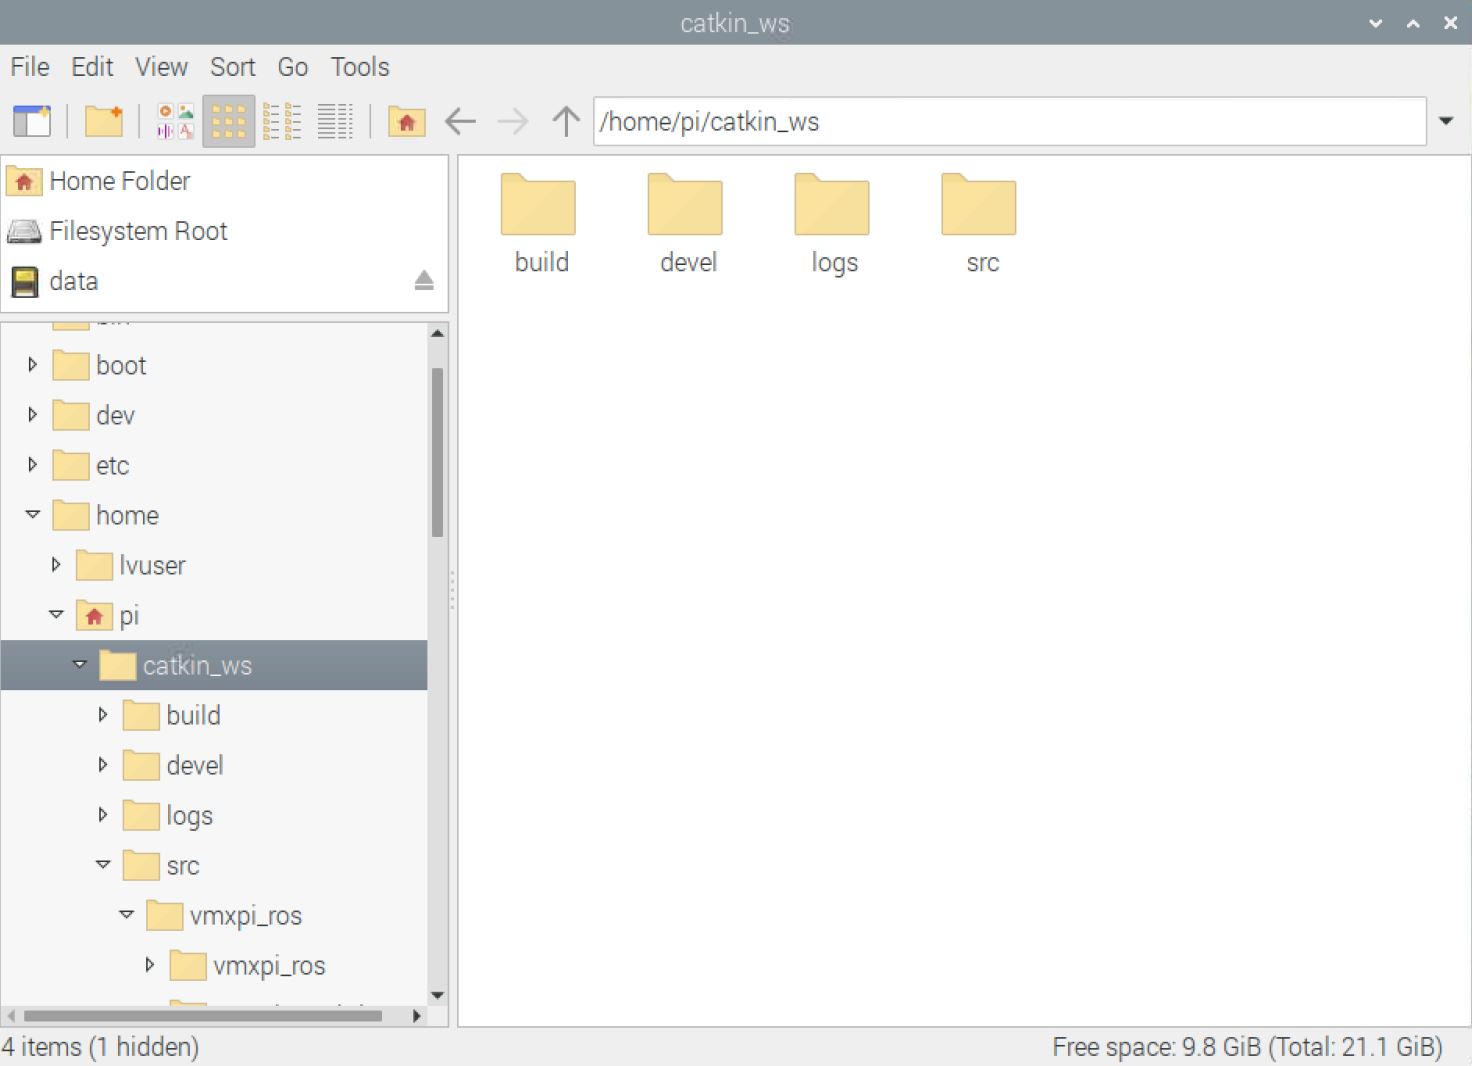 catkin_ws
File Edit View Sort Go Tools
/home/pi/catkin_ws
Home Folder
Filesystem Root
data
boot
dev
etc
home
lvuser
pi
catkin_ws
build
devel
logs
src
vmxpi_ros
vmxpi_ros
build devel logs src
4 items (1 hidden)
Free space: 9.8 GiB (Total: 21.1 GiB)